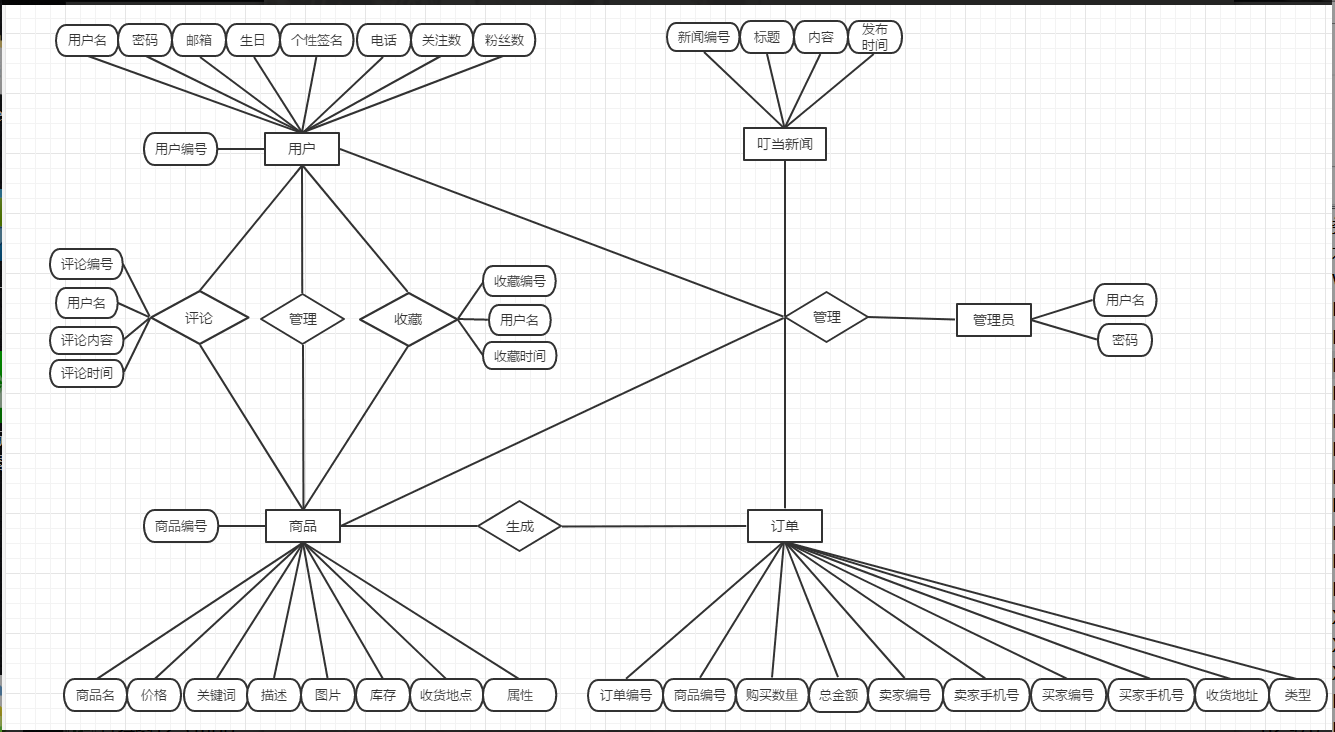 用户名
密码
邮箱
生日
个性签名
电话
关注数
粉丝数
新闻编号
标题
内容
发布
时间
用户编号
用户
叮当新闻
评论编号
用户名
评论内容
评论时间
评论
管理
收藏
收藏编号
用户名
收藏时间
管理
管理员
用户名
密码
商品编号
商品
生成
订单
商品名
价格
关键词
描述
图片
库存
收货地点
属性
订单编号
商品编号
购买数量
总金额
卖家编号
卖家手机号
买家编号
买家手机号
收货地址
类型